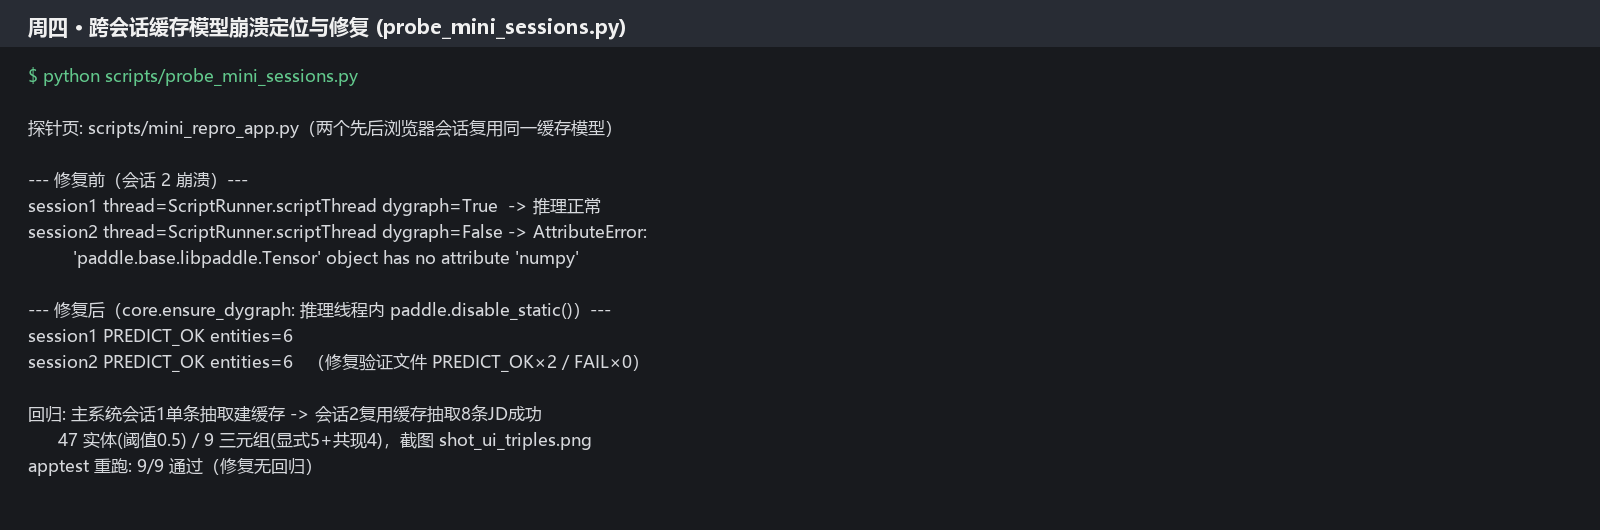 周四 • 跨会话缓存模型崩溃定位与修复 (probe_mini_sessions.py)
$ python scripts/probe_mini_sessions.py
探针页: scripts/mini_repro_app.py（两个先后浏览器会话复用同一缓存模型）
--- 修复前（会话 2 崩溃）---
session1 thread=ScriptRunner.scriptThread dygraph=True  -> 推理正常
session2 thread=ScriptRunner.scriptThread dygraph=False -> AttributeError:
'paddle.base.libpaddle.Tensor' object has no attribute 'numpy'
--- 修复后（core.ensure_dygraph: 推理线程内 paddle.disable_static()）---
session1 PREDICT_OK entities=6
session2 PREDICT_OK entities=6  （修复验证文件 PREDICT_OK×2 / FAIL×0）
回归: 主系统会话1单条抽取建缓存 -> 会话2复用缓存抽取8条JD成功
47 实体(阈值0.5) / 9 三元组(显式5+共现4)，截图 shot_ui_triples.png
apptest 重跑: 9/9 通过（修复无回归）